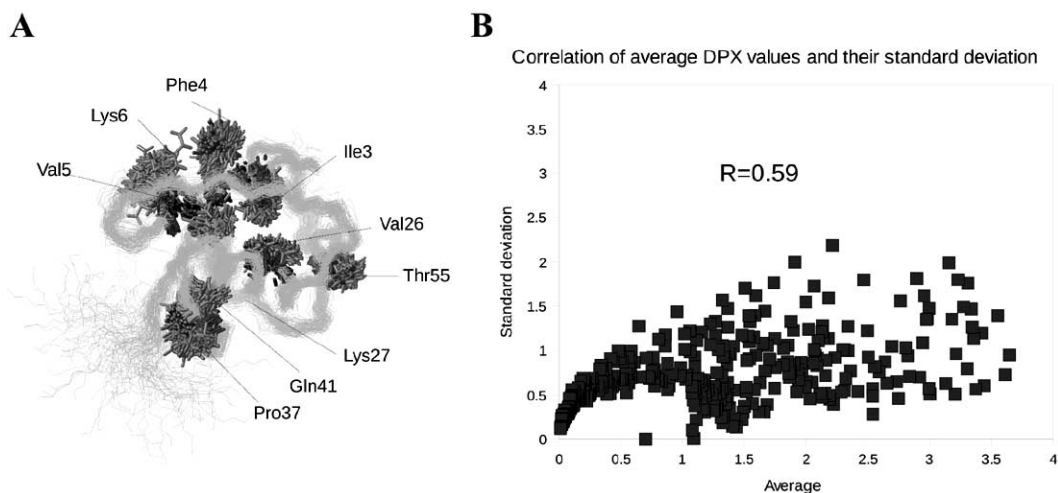 A
Phe4
Lys6
Val5
Ile3
Val26
Thr55
Lys27
Gln41
Pro37
B
Correlation of average DPX values and their standard deviation
4
3.5
3
2.5
2
1.5
1
0.5
0
R=0.59
Standard deviation
0 0.5 1 1.5 2 2.5 3 3.5 4
Average